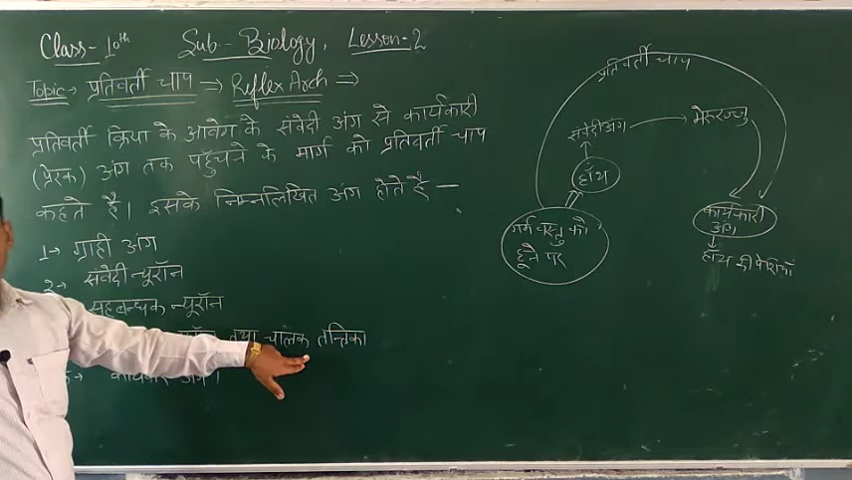 Class- 10th Sub- Biology, Lesson-2
Topic→ प्रतिवर्ती चाप ⇒ Reflex Arch ⇒
प्रतिवर्ती क्रिया के आवेग के संवेदी अंग से कार्यकारी
(प्रेरक) अंग तक पहुँचने के मार्ग को प्रतिवर्ती चाप
कहते है। इसके निम्नलिखित अंग होते है —
1→ ग्राही अंग
2→ संवेदी न्यूरॉन
सहबन्धक न्यूरॉन
तथा चालक तन्त्रिका
अंग।
प्रतिवर्ती चाप
संवेदी अंग → मेरूरज्जु
हाँथ
गर्म वस्तु को
छूने पर
कार्यकारी
अंग
हाँथ की पेशियाँ